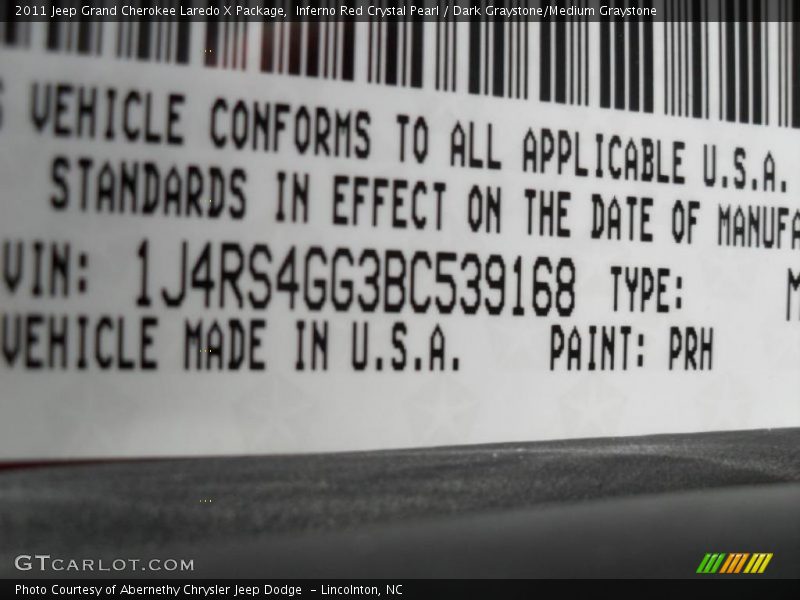 2011 Jeep Grand Cherokee Laredo X Package, Inferno Red Crystal Pearl / Dark Graystone/Medium Graystone
VEHICLE CONFORMS TO ALL APPLICABLE U.S.A.
STANDARDS IN EFFECT ON THE DATE OF MANUFA
VIN: 1J4RS4GG3BC539168 TYPE: M
VEHICLE MADE IN U.S.A. PAINT: PRH
GTCARLOT.COM
Photo Courtesy of Abernethy Chrysler Jeep Dodge - Lincolnton, NC